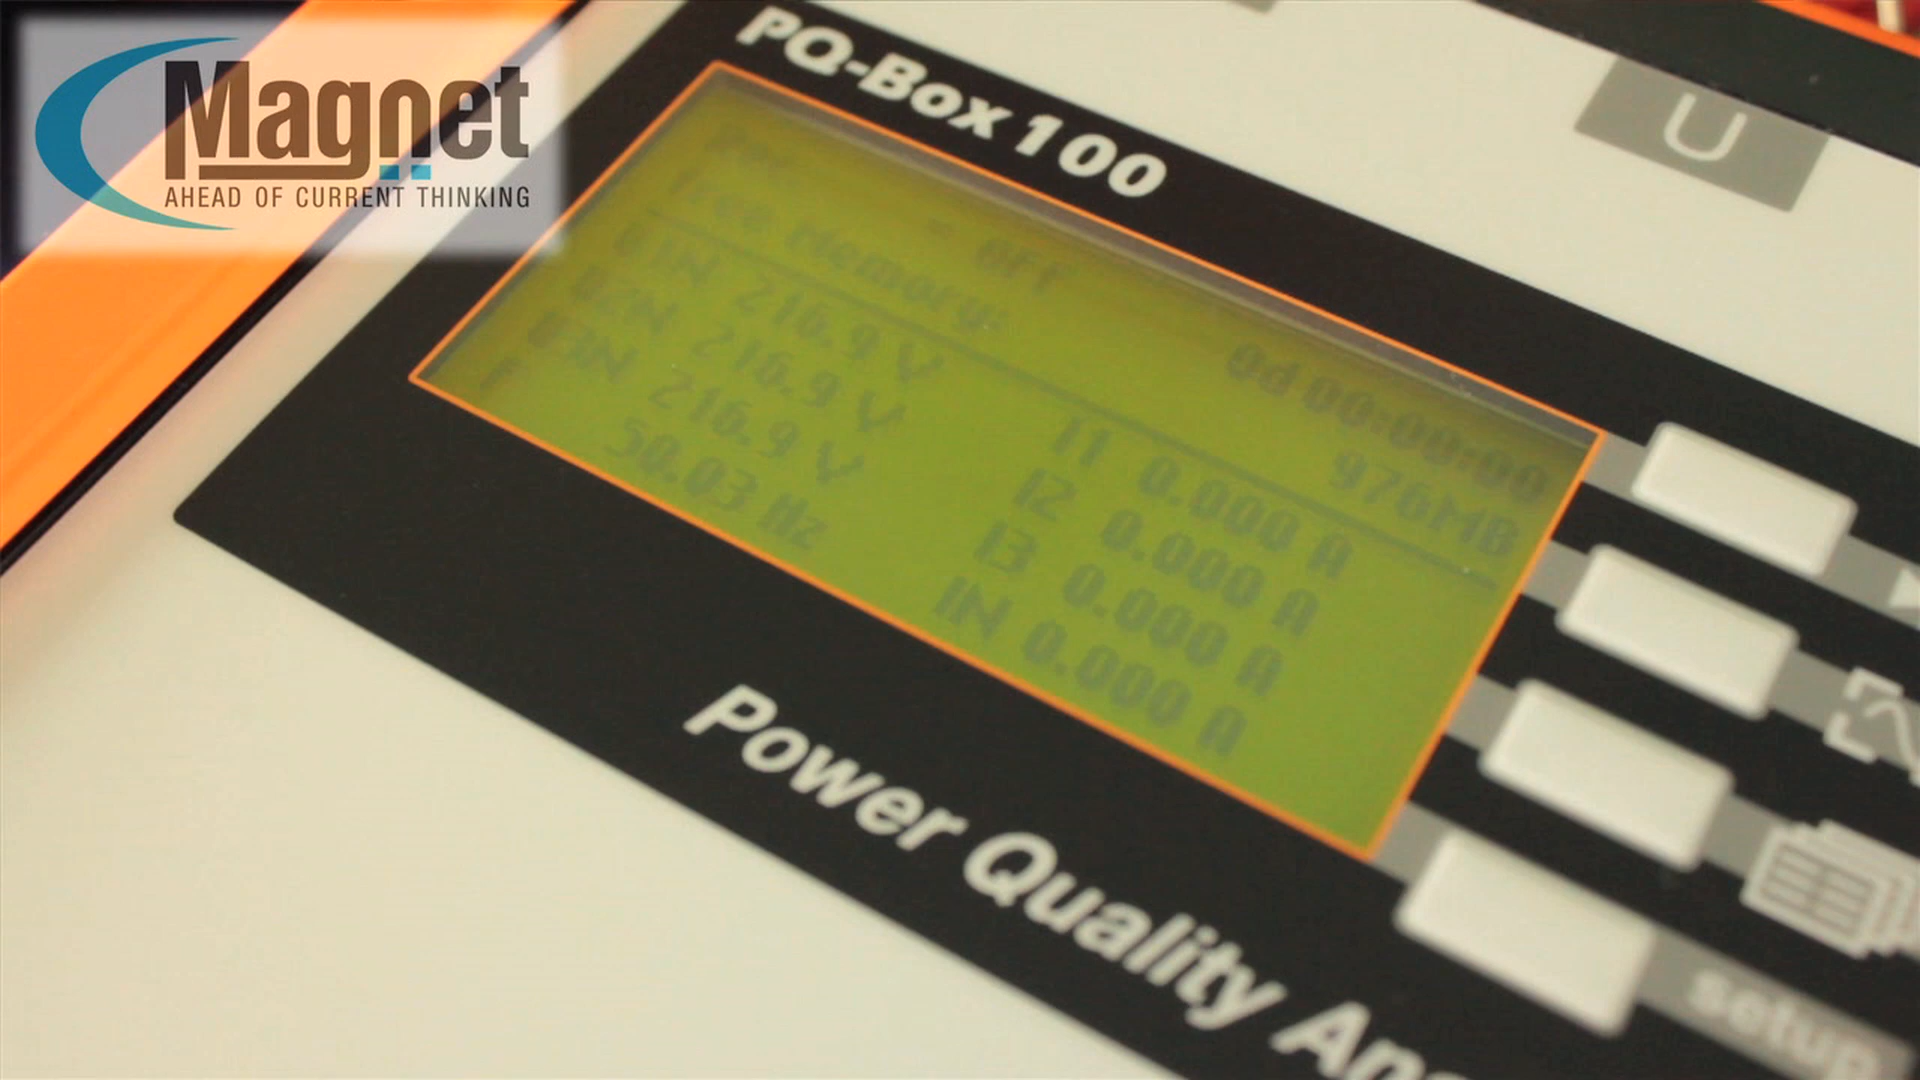 Magnet
AHEAD OF CURRENT THINKING
PQ-Box 100
U
- OFF 0d 00:00:00
Free Memory: 976MB
U1N 216.9 V I1 0.000 A
U2N 216.9 V I2 0.000 A
U3N 216.9 V I3 0.000 A
F 50.03 Hz IN 0.000 A
Power Quality Ana
setup